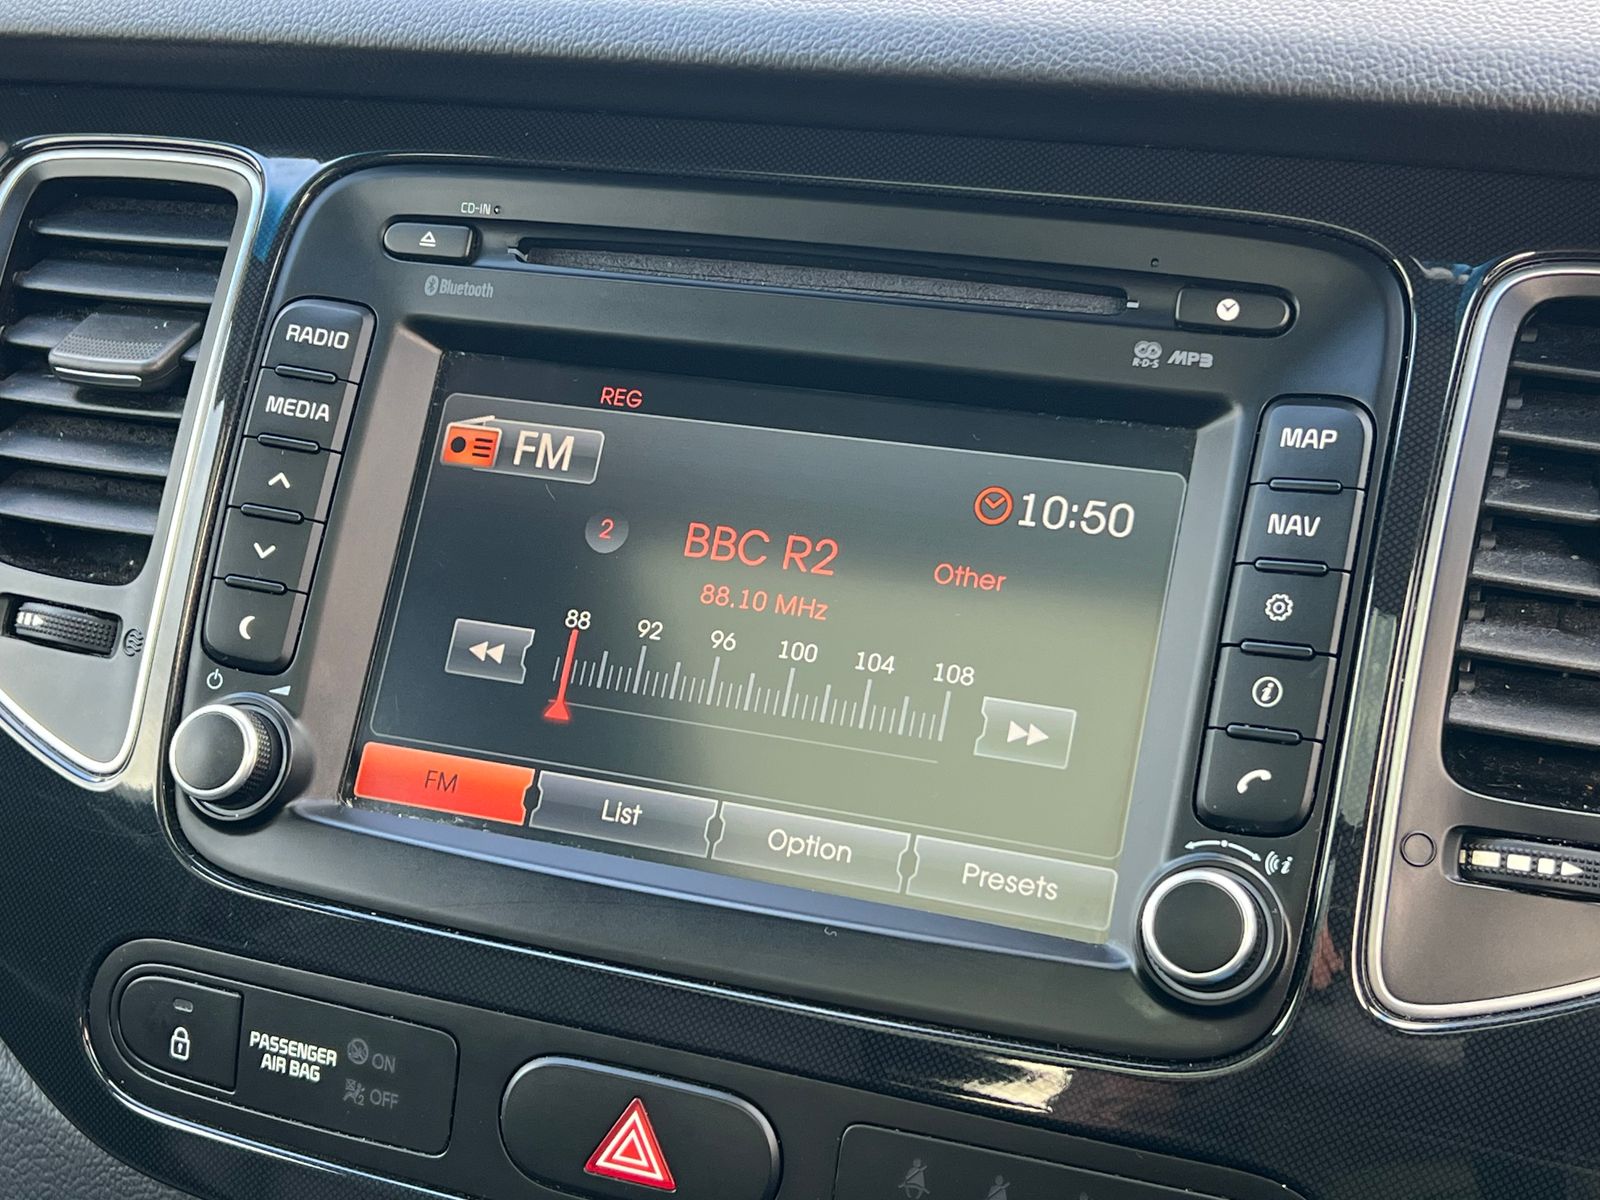 CD-IN
Bluetooth
R·D·S MP3
RADIO
MEDIA
MAP
NAV
REG
FM
10:50
2
BBC R2
Other
88.10 MHz
88 92 96 100 104 108
FM List Option Presets
PASSENGER
AIR BAG
ON
OFF